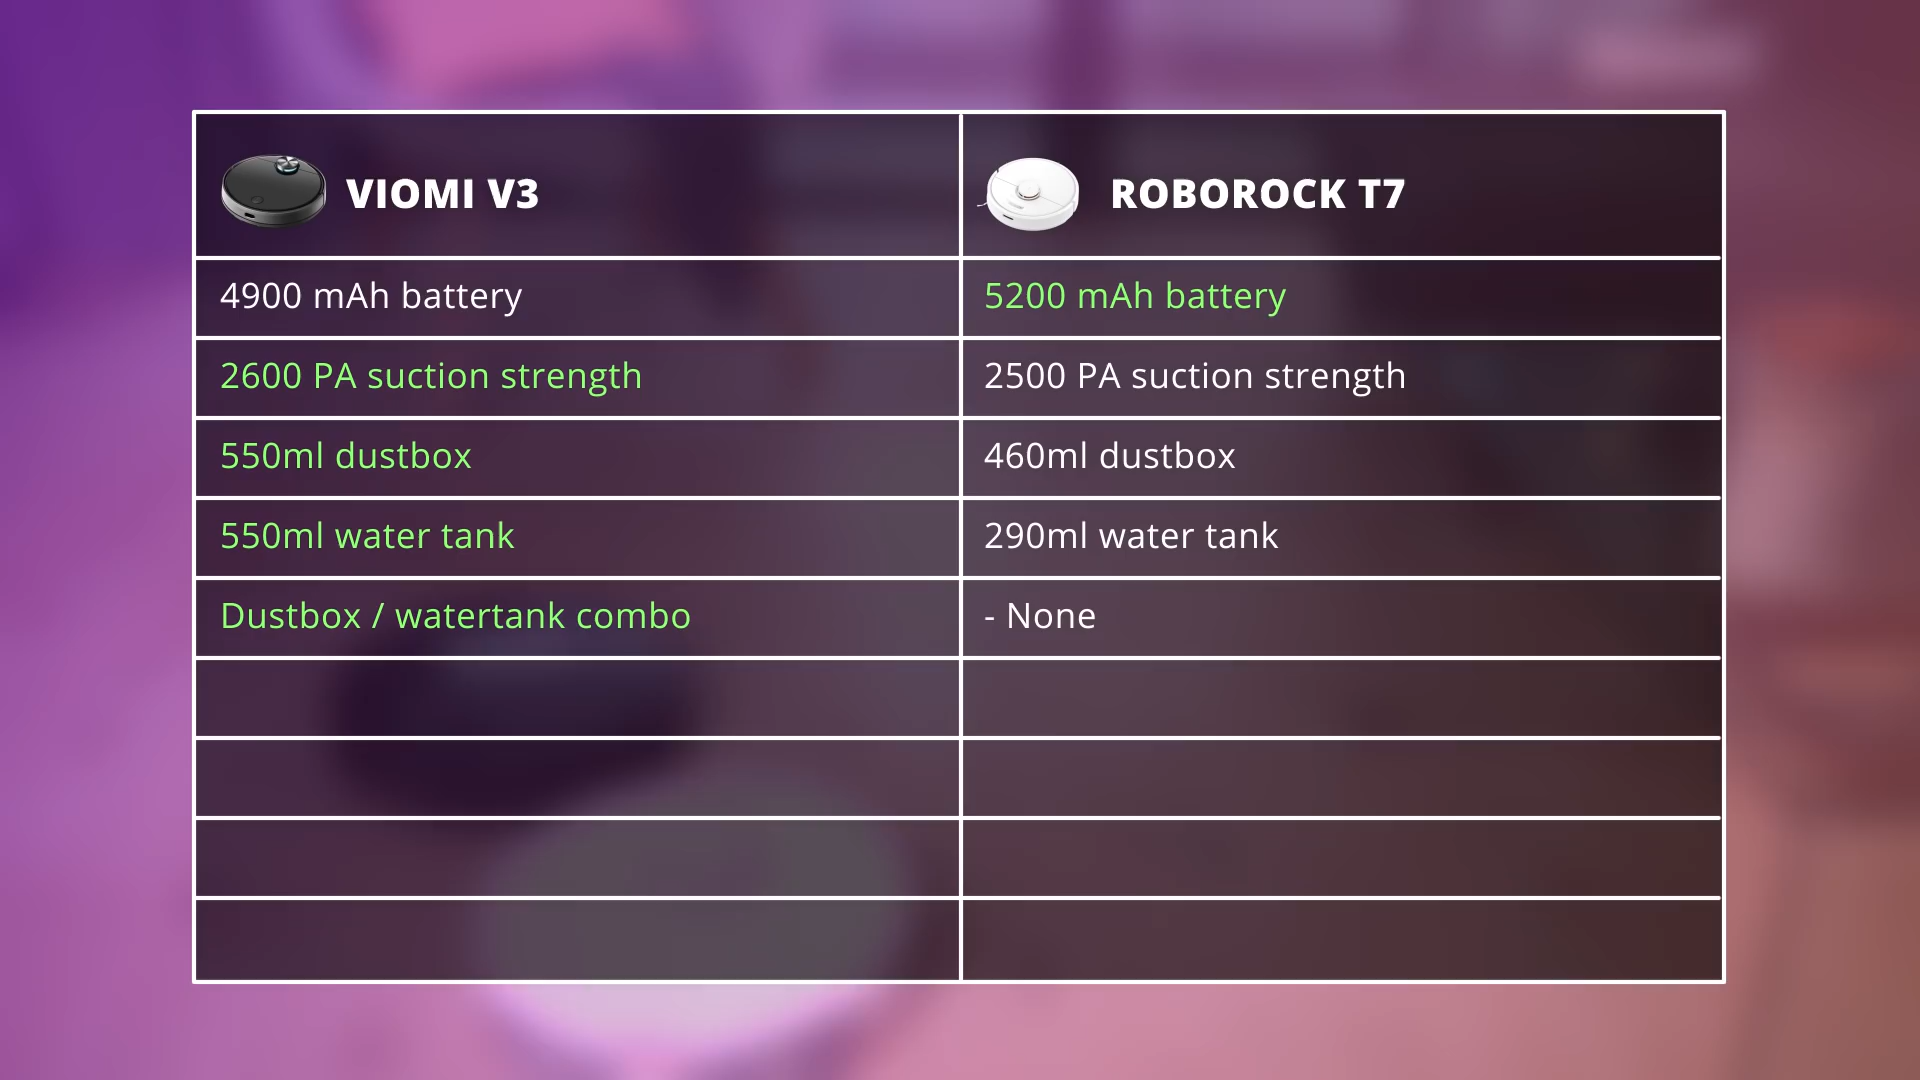 VIOMI V3
ROBOROCK T7
4900 mAh battery
5200 mAh battery
2600 PA suction strength
2500 PA suction strength
550ml dustbox
460ml dustbox
550ml water tank
290ml water tank
Dustbox / watertank combo
- None